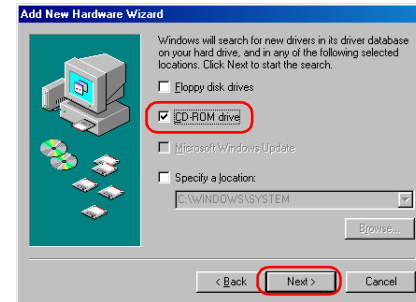 Add New Hardware Wizard
Windows will search for new drivers in its driver database
on your hard drive, and in any of the following selected
locations. Click Next to start the search.
Floppy disk drives
CD-ROM drive
Microsoft Windows Update
Specify a location:
C:\WINDOWS\SYSTEM
Browse...
< Back
Next >
Cancel